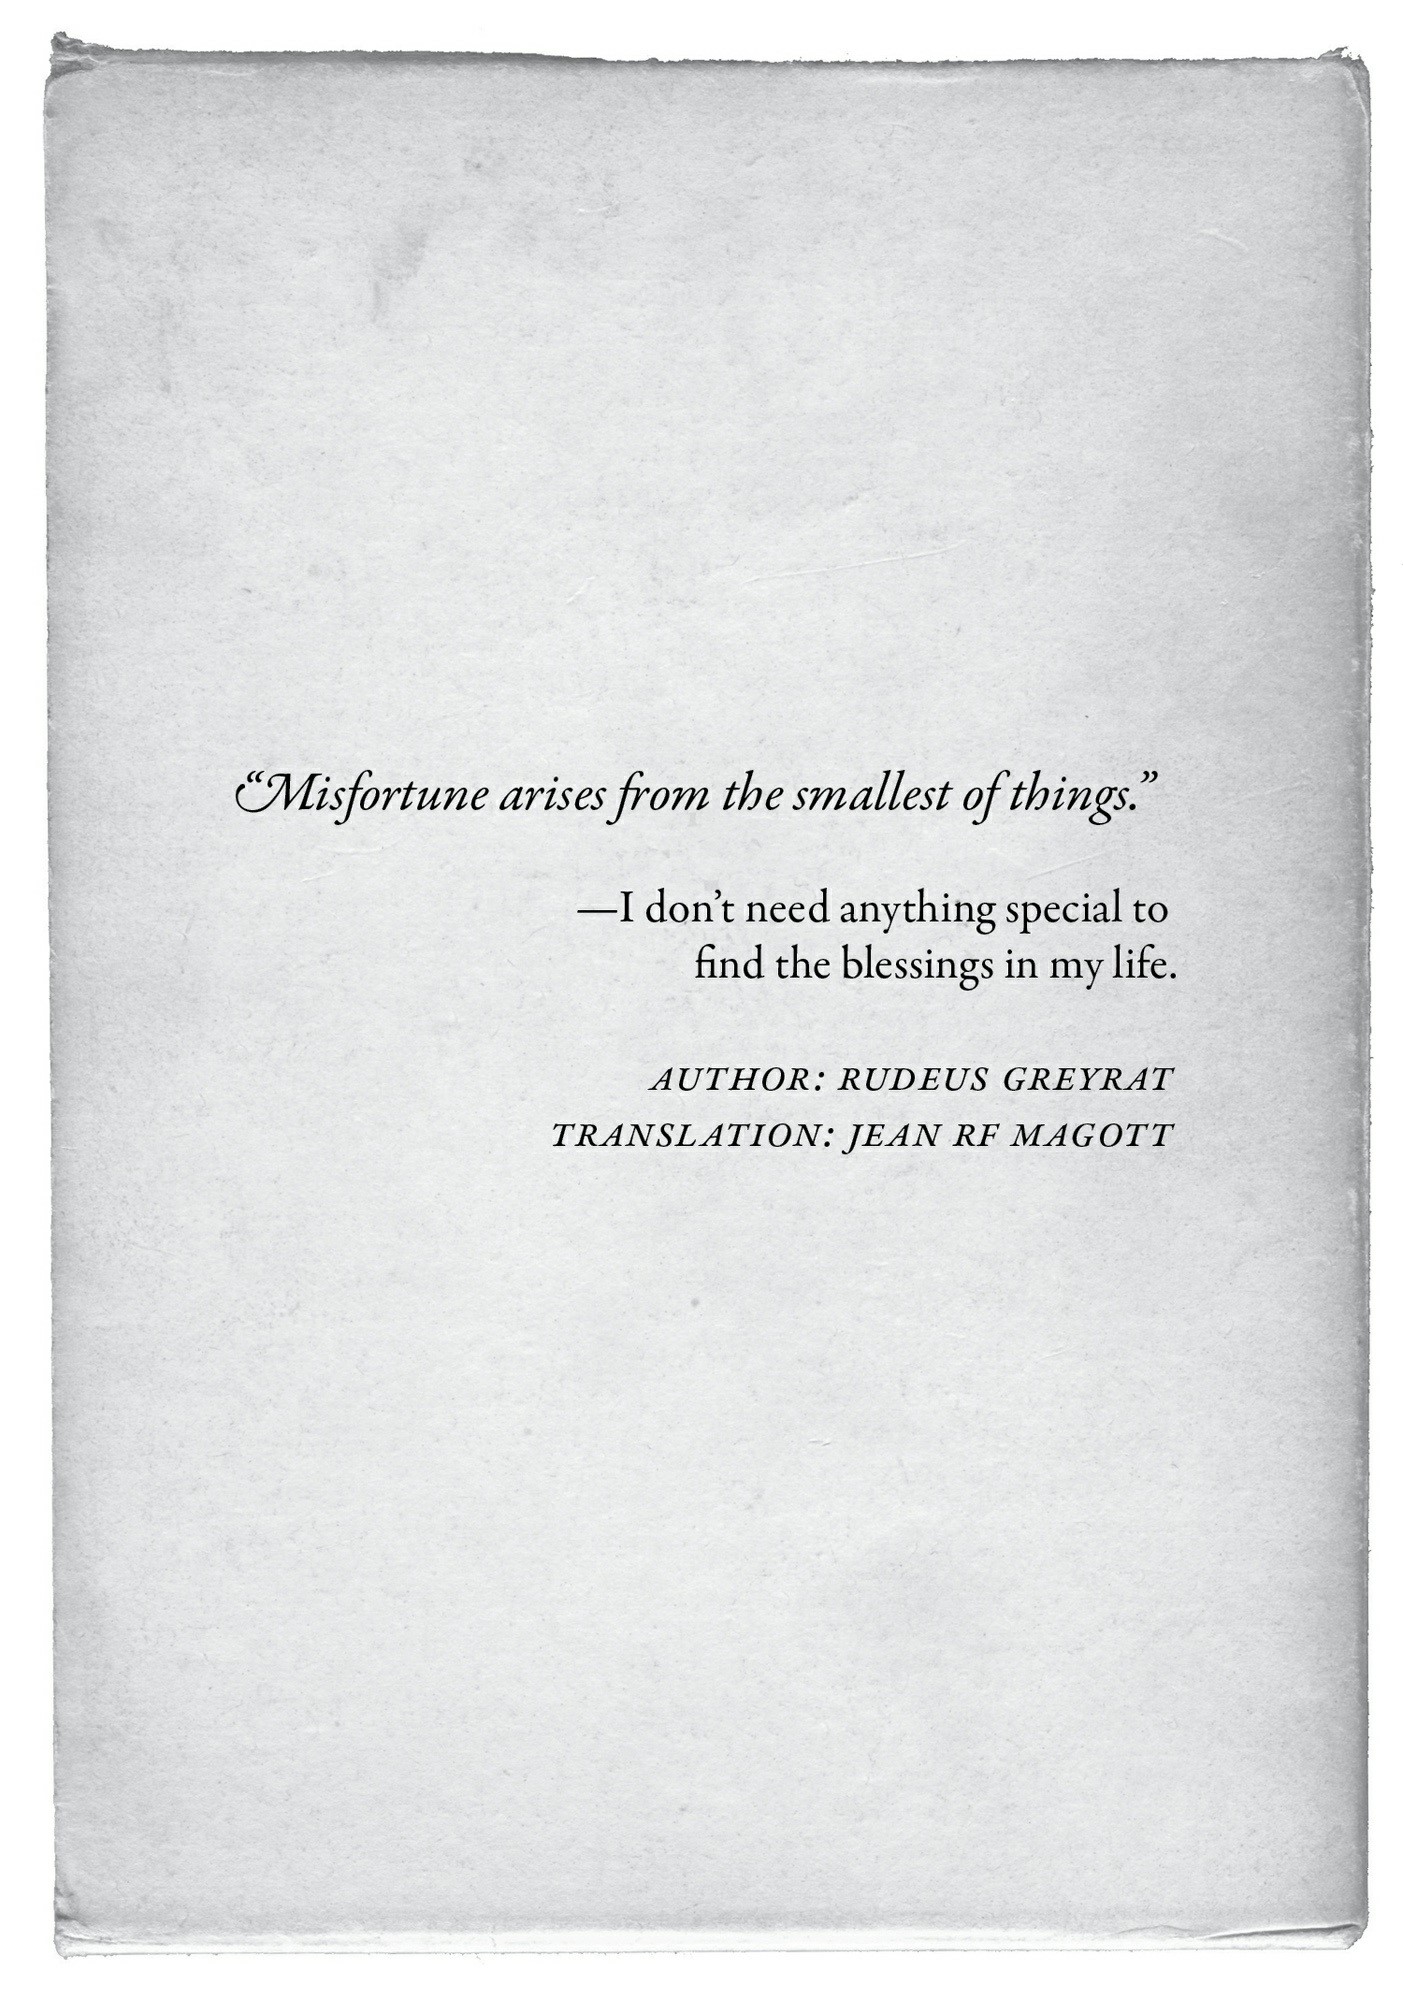 “Misfortune arises from the smallest of things.”
—I don’t need anything special to
find the blessings in my life.
AUTHOR: RUDEUS GREYRAT
TRANSLATION: JEAN RF MAGOTT